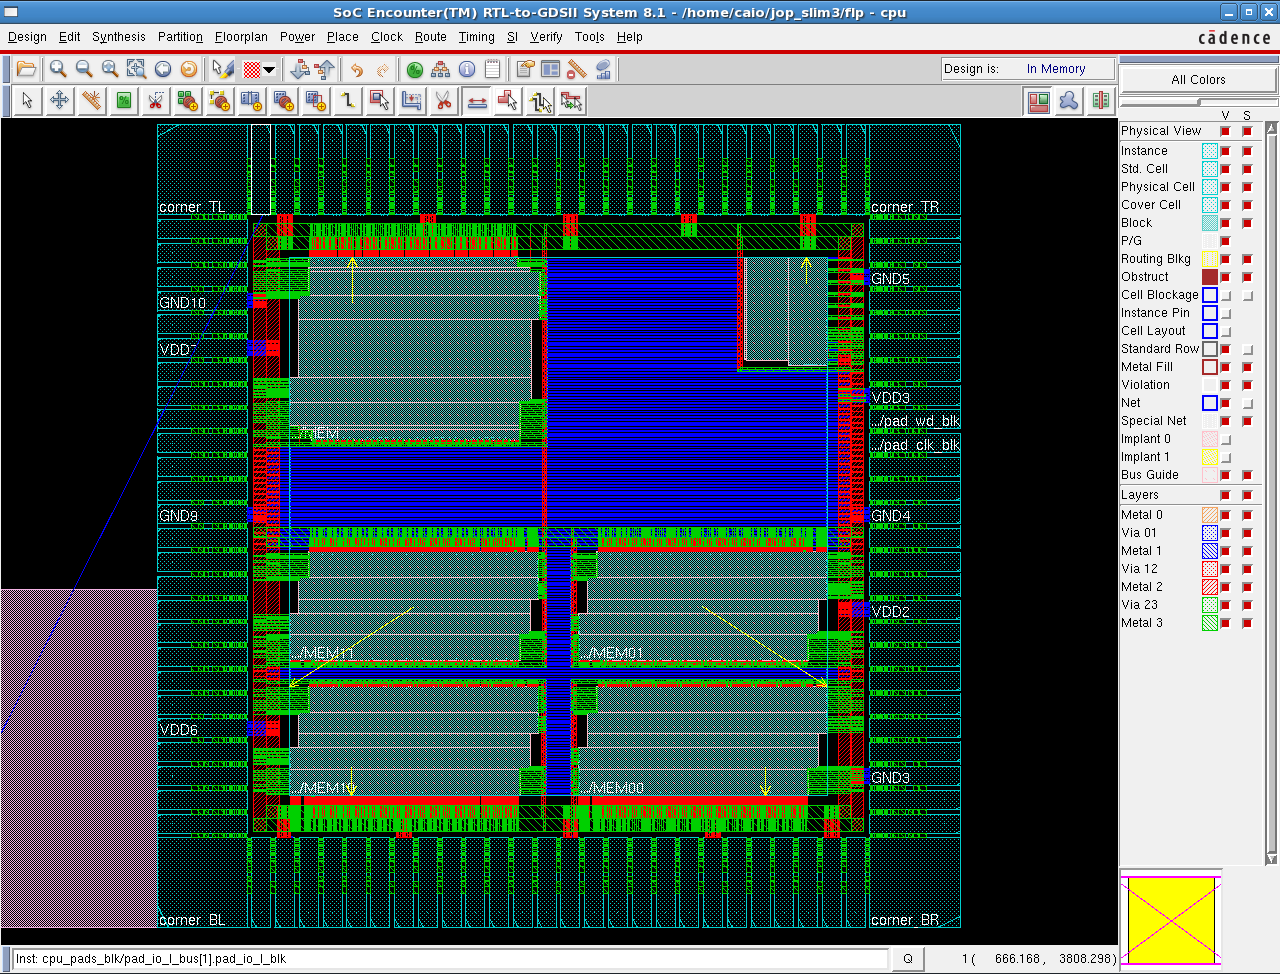 SoC Encounter(TM) RTL-to-GDSII System 8.1 - /home/caio/jop_slim3/flp - cpu
Design Edit Synthesis Partition Floorplan Power Place Clock Route Timing SI Verify Tools Help
cādence
Design is: In Memory
All Colors
V S
Physical View
Instance
Std. Cell
Physical Cell
Cover Cell
Block
P/G
Routing Blkg
Obstruct
Cell Blockage
Instance Pin
Cell Layout
Standard Row
Metal Fill
Violation
Net
Special Net
Implant 0
Implant 1
Bus Guide
Layers
Metal 0
Via 01
Metal 1
Via 12
Metal 2
Via 23
Metal 3
corner_TL
corner_TR
GND10
GND5
VDD7
VDD3
.../pad_wd_blk
.../pad_clk_blk
GND9
GND4
VDD2
.../MEM01
VDD6
GND3
.../MEM10
.../MEM00
corner_BL
corner_BR
Inst: cpu_pads_blk/pad_io_l_bus[1].pad_io_l_blk
Q
1 ( 666.168, 3808.298)